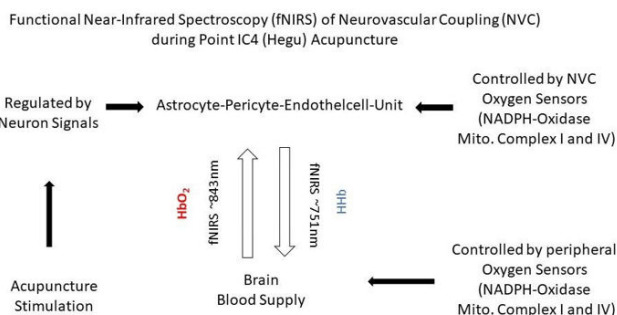 Functional Near-Infrared Spectroscopy (fNIRS) of Neurovascular Coupling (NVC)
during Point IC4 (Hegu) Acupuncture
Regulated by
Neuron Signals
Astrocyte-Pericyte-Endothelcell-Unit
Controlled by NVC
Oxygen Sensors
(NADPH-Oxidase
Mito. Complex I and IV)
HbO₂
fNIRS ~843nm
fNIRS ~751nm
HHb
Acupuncture
Stimulation
Brain
Blood Supply
Controlled by peripheral
Oxygen Sensors
(NADPH-Oxidase
Mito. Complex I and IV)